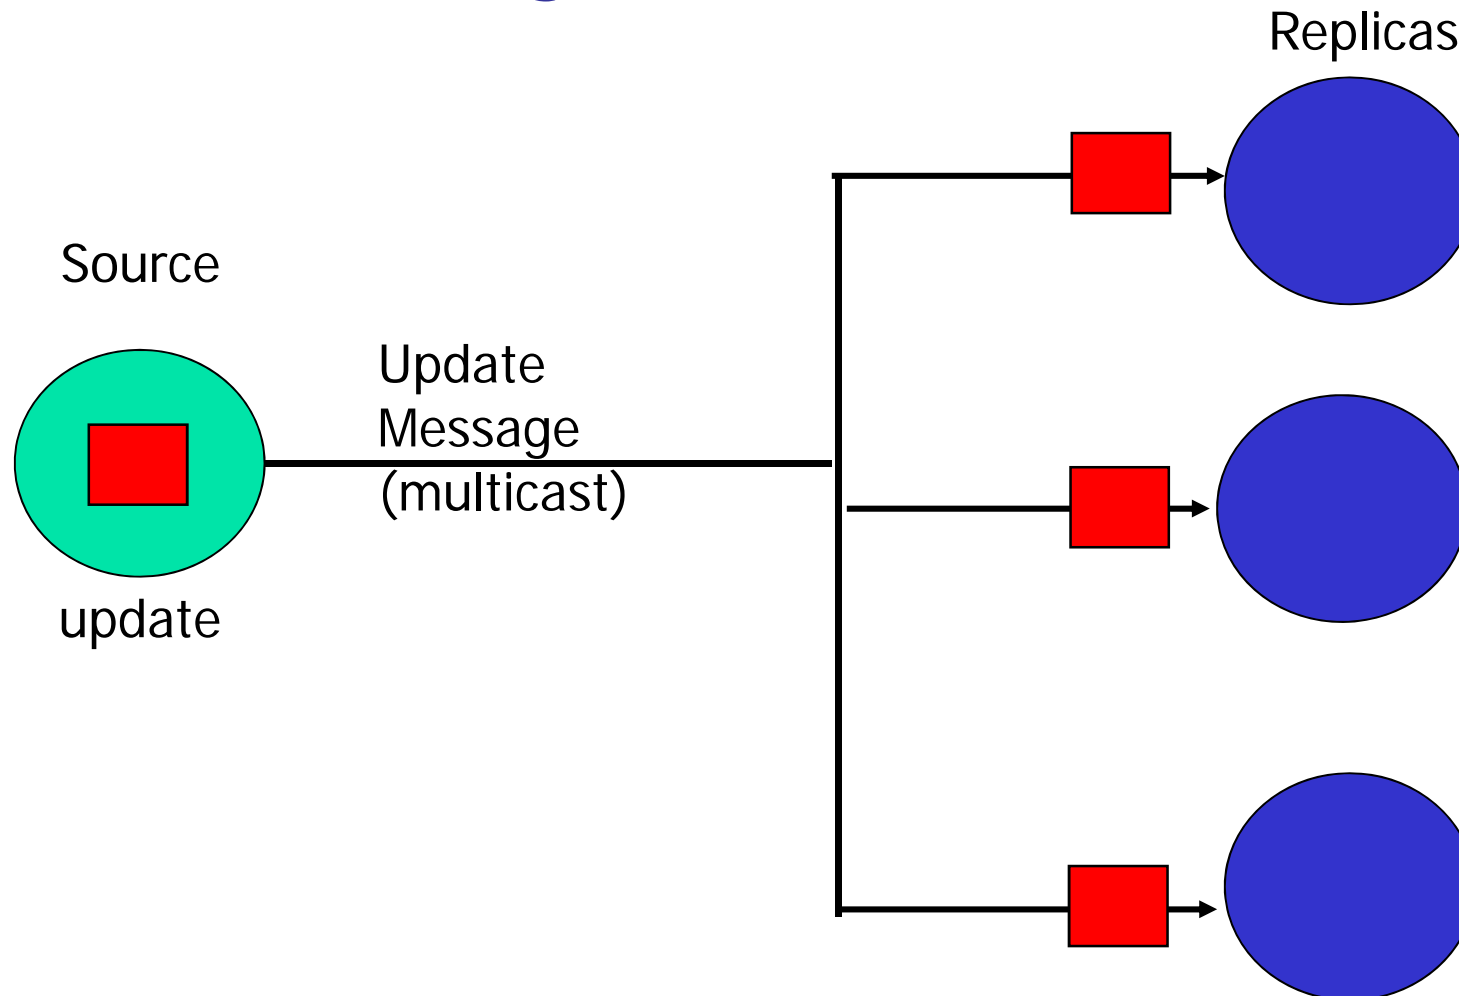 Replicas
Source
Update
Message
(multicast)
update